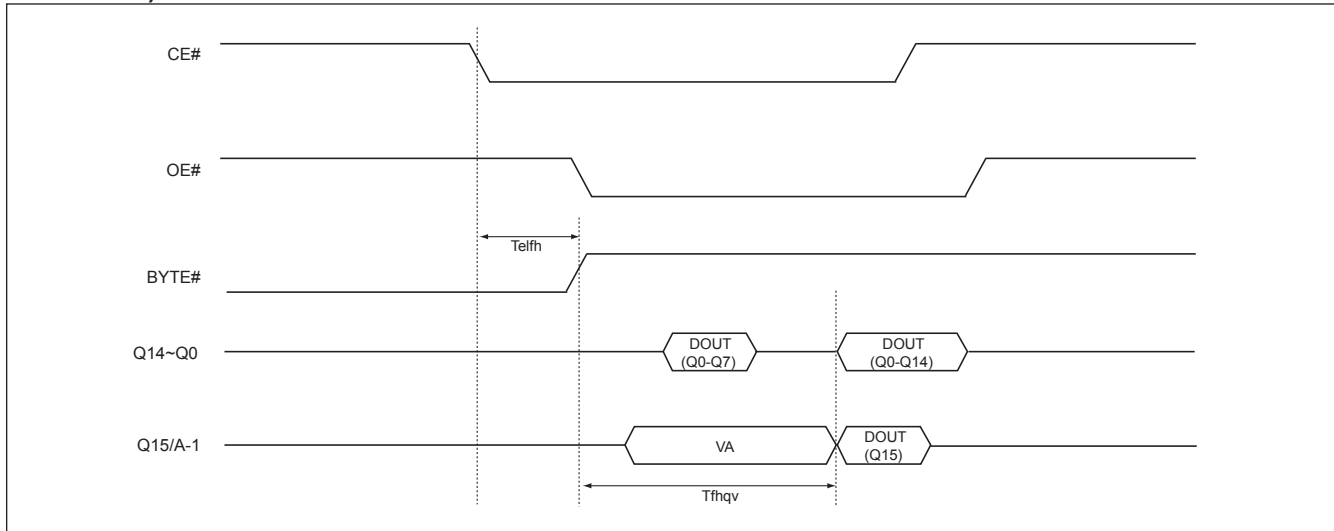 CE#
OE#
Telfh
BYTE#
Q14~Q0
DOUT
(Q0-Q7)
DOUT
(Q0-Q14)
Q15/A-1
VA
DOUT
(Q15)
Tfhqv